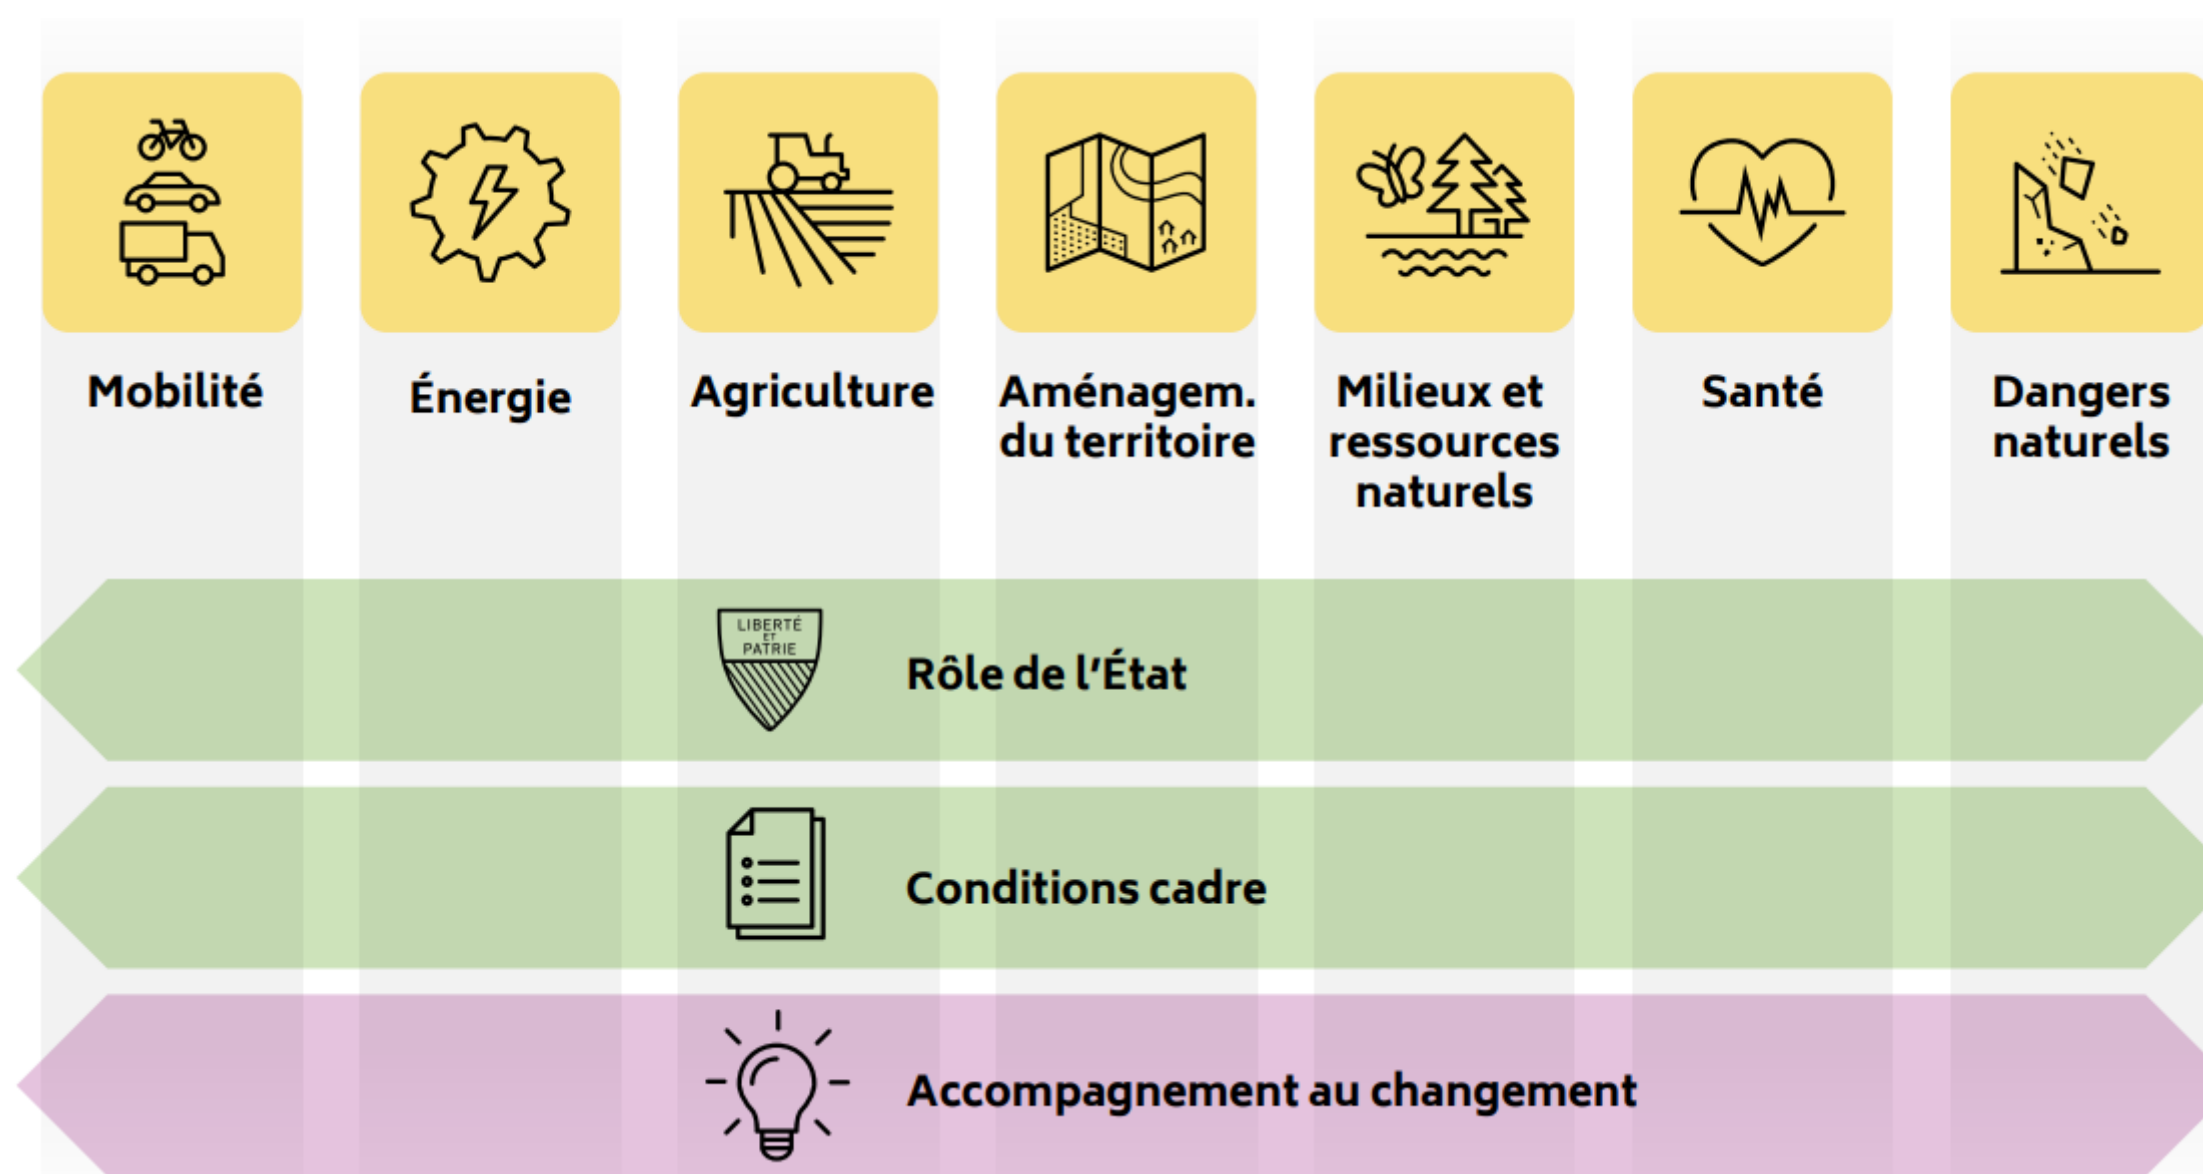 Mobilité
Énergie
Agriculture
Aménagem.
du territoire
Milieux et
ressources
naturels
Santé
Dangers
naturels
LIBERTÉ
ET
PATRIE
Rôle de l’État
Conditions cadre
Accompagnement au changement